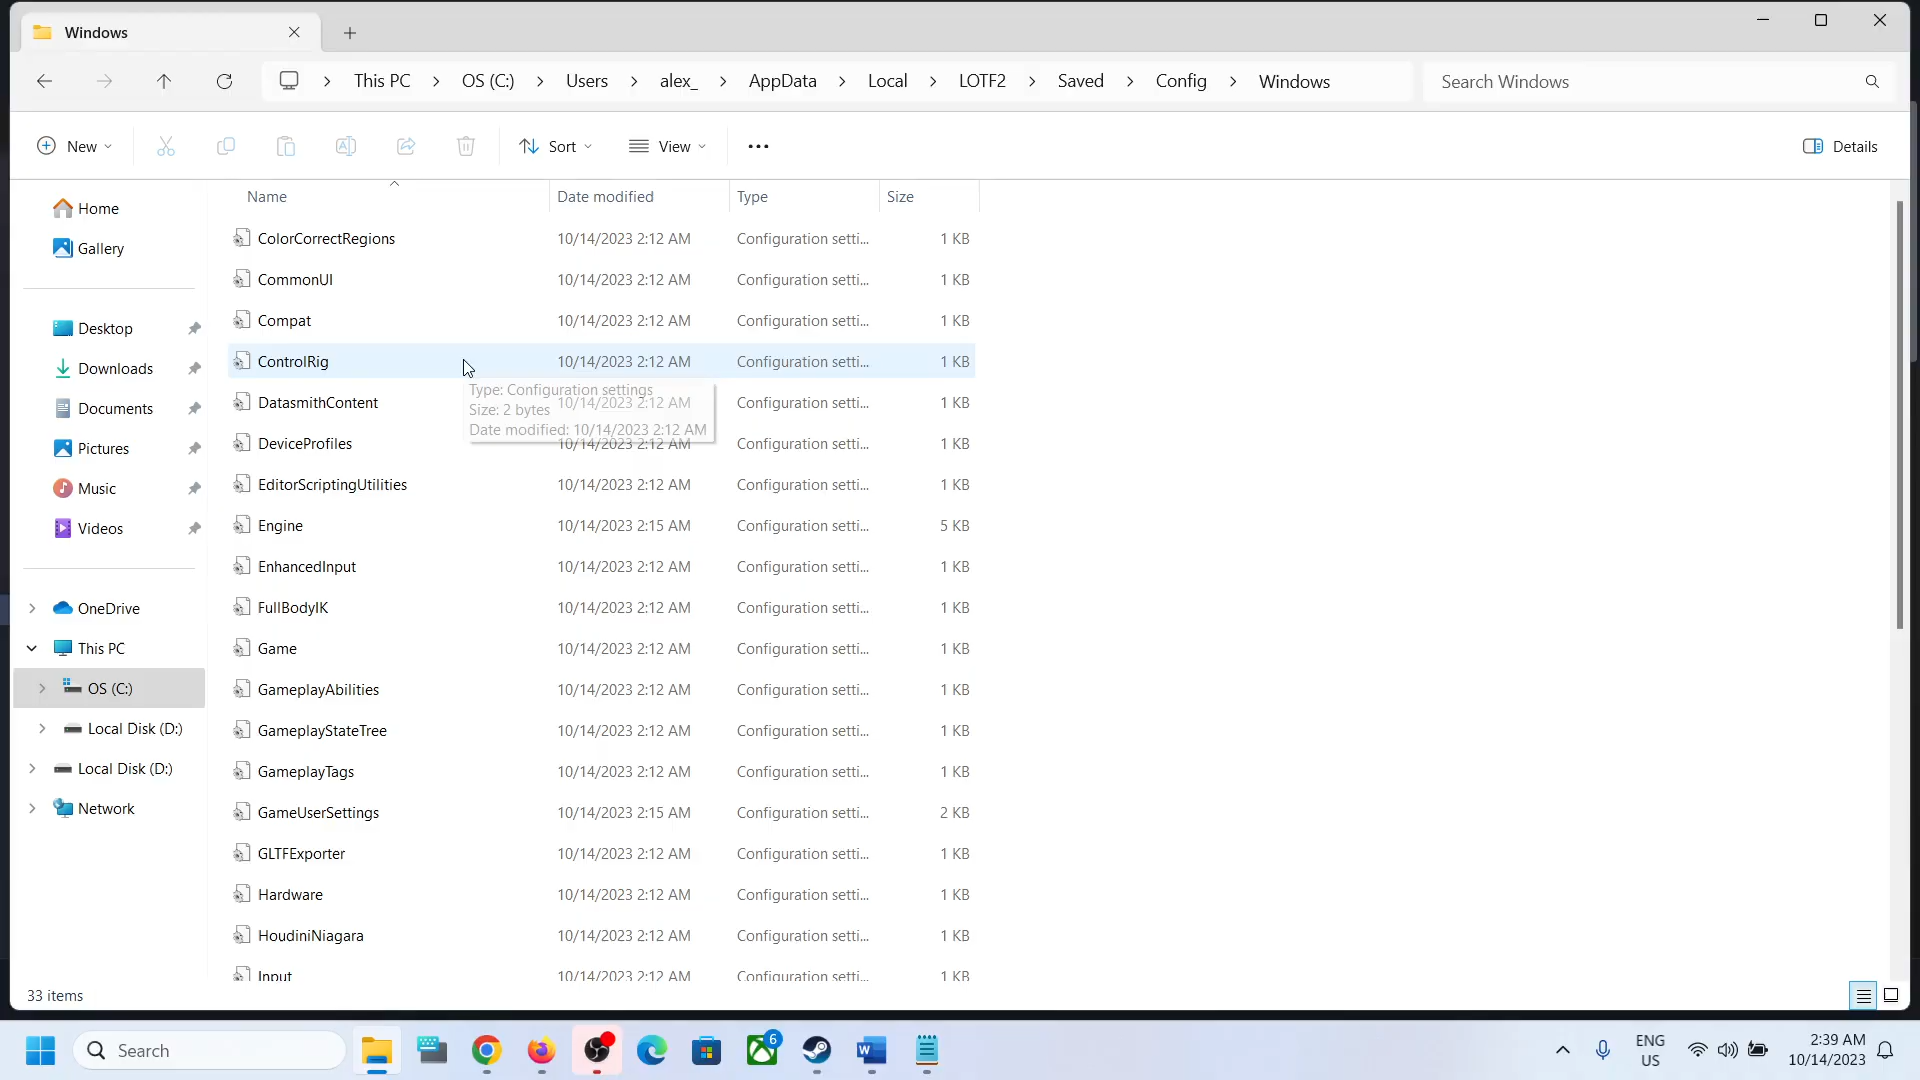 Windows
This PC
OS (C:)
Users
alex_
AppData
Local
LOTF2
Saved
Config
Windows
Search Windows
New
Sort
View
Details
Name
Date modified
Type
Size
Home
Gallery
Desktop
Downloads
Documents
Pictures
Music
Videos
OneDrive
This PC
OS (C:)
Local Disk (D:)
Local Disk (D:)
Network
ColorCorrectRegions 10/14/2023 2:12 AM Configuration setti... 1 KB
CommonUI 10/14/2023 2:12 AM Configuration setti... 1 KB
Compat 10/14/2023 2:12 AM Configuration setti... 1 KB
ControlRig 10/14/2023 2:12 AM Configuration setti... 1 KB
Type: Configuration settings
Size: 2 bytes
Date modified: 10/14/2023 2:12 AM
DatasmithContent 10/14/2023 2:12 AM Configuration setti... 1 KB
DeviceProfiles 10/14/2023 2:12 AM Configuration setti... 1 KB
EditorScriptingUtilities 10/14/2023 2:12 AM Configuration setti... 1 KB
Engine 10/14/2023 2:15 AM Configuration setti... 5 KB
EnhancedInput 10/14/2023 2:12 AM Configuration setti... 1 KB
FullBodyIK 10/14/2023 2:12 AM Configuration setti... 1 KB
Game 10/14/2023 2:12 AM Configuration setti... 1 KB
GameplayAbilities 10/14/2023 2:12 AM Configuration setti... 1 KB
GameplayStateTree 10/14/2023 2:12 AM Configuration setti... 1 KB
GameplayTags 10/14/2023 2:12 AM Configuration setti... 1 KB
GameUserSettings 10/14/2023 2:15 AM Configuration setti... 2 KB
GLTFExporter 10/14/2023 2:12 AM Configuration setti... 1 KB
Hardware 10/14/2023 2:12 AM Configuration setti... 1 KB
HoudiniNiagara 10/14/2023 2:12 AM Configuration setti... 1 KB
Input 10/14/2023 2:12 AM Configuration setti... 1 KB
33 items
Search
6
ENG
US
2:39 AM
10/14/2023